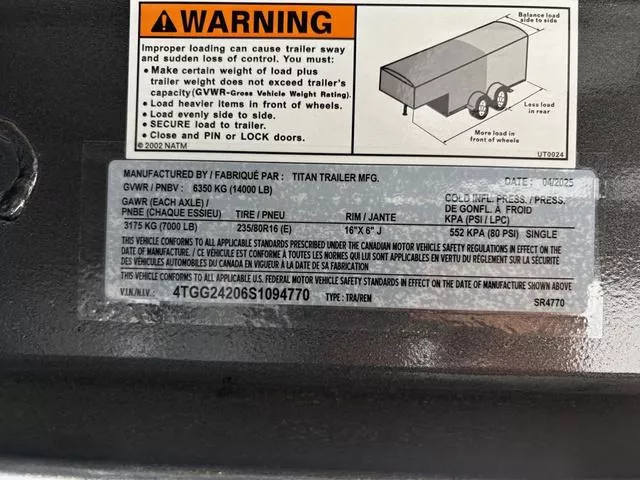 WARNING
Improper loading can cause trailer sway
and sudden loss of control. You must:
• Make certain weight of load plus
trailer weight does not exceed trailer's
capacity(GVWR-Gross Vehicle Weight Rating).
• Load heavier items in front of wheels.
• Load evenly side to side.
• SECURE load to trailer.
• Close and PIN or LOCK doors.
© 2002 NATM
Balance load
side to side
Less load
in rear
More load in
front of wheels
UT0024
MANUFACTURED BY / FABRIQUÉ PAR : TITAN TRAILER MFG. DATE : 04/2025
GVWR / PNBV : 6350 KG (14000 LB)
GAWR (EACH AXLE) /
PNBE (CHAQUE ESSIEU) TIRE / PNEU RIM / JANTE
COLD INFL. PRESS. / PRESS.
DE GONFL. À FROID
KPA (PSI / LPC)
3175 KG (7000 LB) 235/80R16 (E) 16"X 6" J 552 KPA (80 PSI) SINGLE
THIS VEHICLE CONFORMS TO ALL APPLICABLE STANDARDS PRESCRIBED UNDER THE CANADIAN MOTOR VEHICLE SAFETY REGULATIONS IN EFFECT ON THE
DATE OF MANUFACTURE / CE VÉHICULE EST CONFORME À TOUTES LES NORMES QUI LUI SONT APPLICABLES EN VERTU DU RÈGLEMENT SUR LA SÉCURITÉ
DES VÉHICULES AUTOMOBILES DU CANADA EN VIGUEUR À LA DATE DE SA FABRICATION.
THIS VEHICLE CONFORMS TO ALL APPLICABLE FEDERAL MOTOR VEHICLE SAFETY STANDARDS IN EFFECT ON THE DATE OF MANUFACTURE SHOWN ABOVE
V.I.N./N.I.V.: 4TGG24206S1094770 TYPE : TRA/REM SR4770